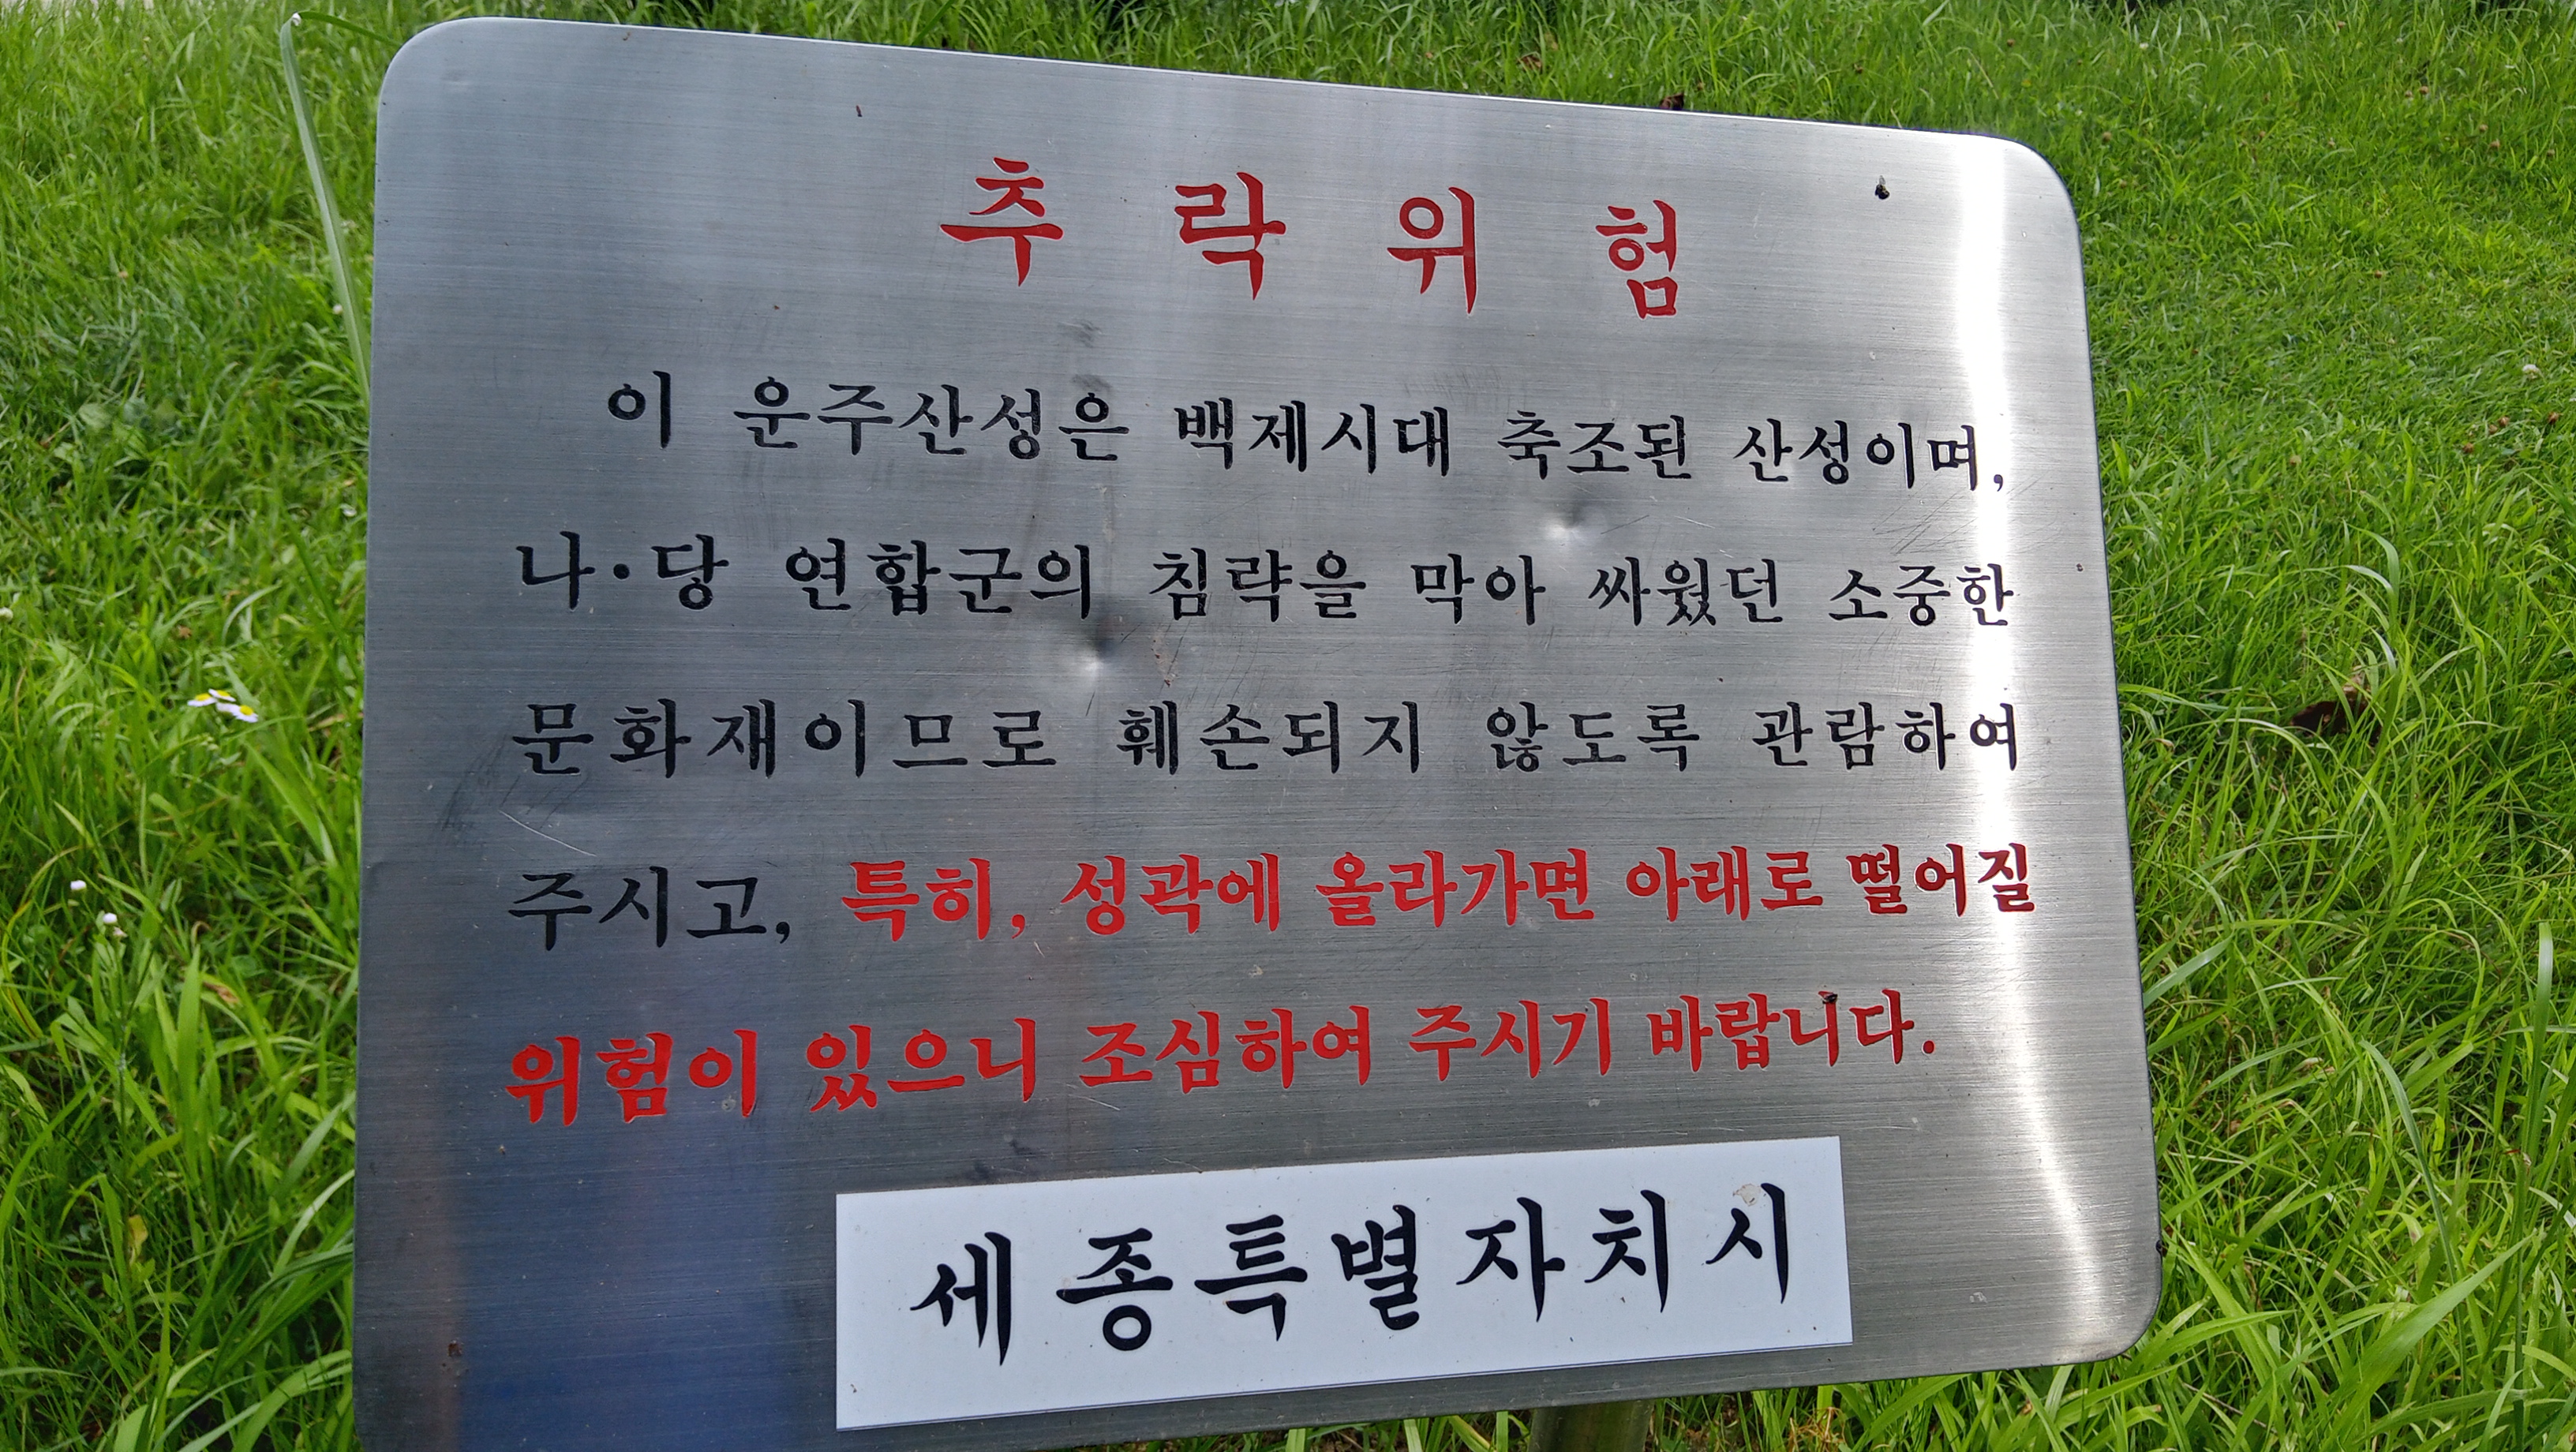 추락위험
이 운주산성은 백제시대 축조된 산성이며,
나·당 연합군의 침략을 막아 싸웠던 소중한
문화재이므로 훼손되지 않도록 관람하여
주시고, 특히, 성곽에 올라가면 아래로 떨어질
위험이 있으니 조심하여 주시기 바랍니다.
세종특별자치시